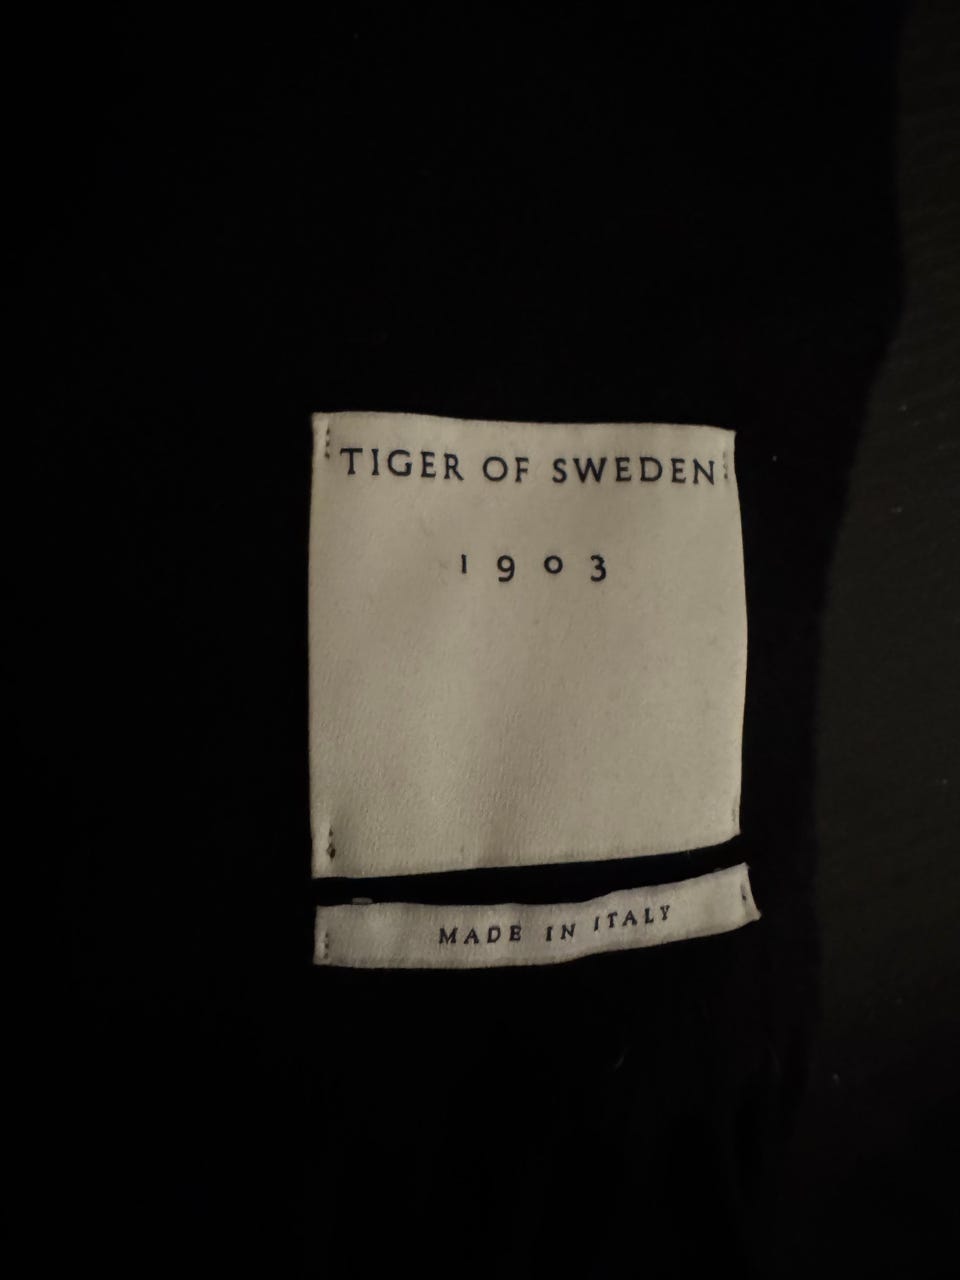 TIGER OF SWEDEN
1903
MADE IN ITALY